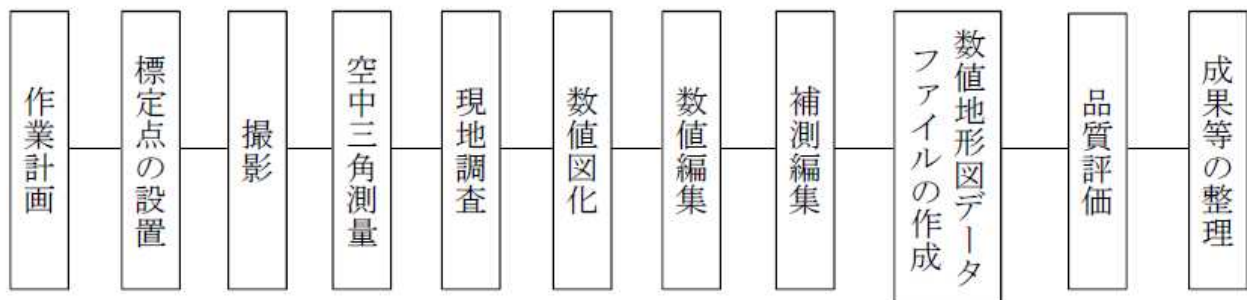 作業計画
標定点の設置
撮影
空中三角測量
現地調査
数値図化
数値編集
補測編集
数値地形図データ
ファイルの作成
品質評価
成果等の整理